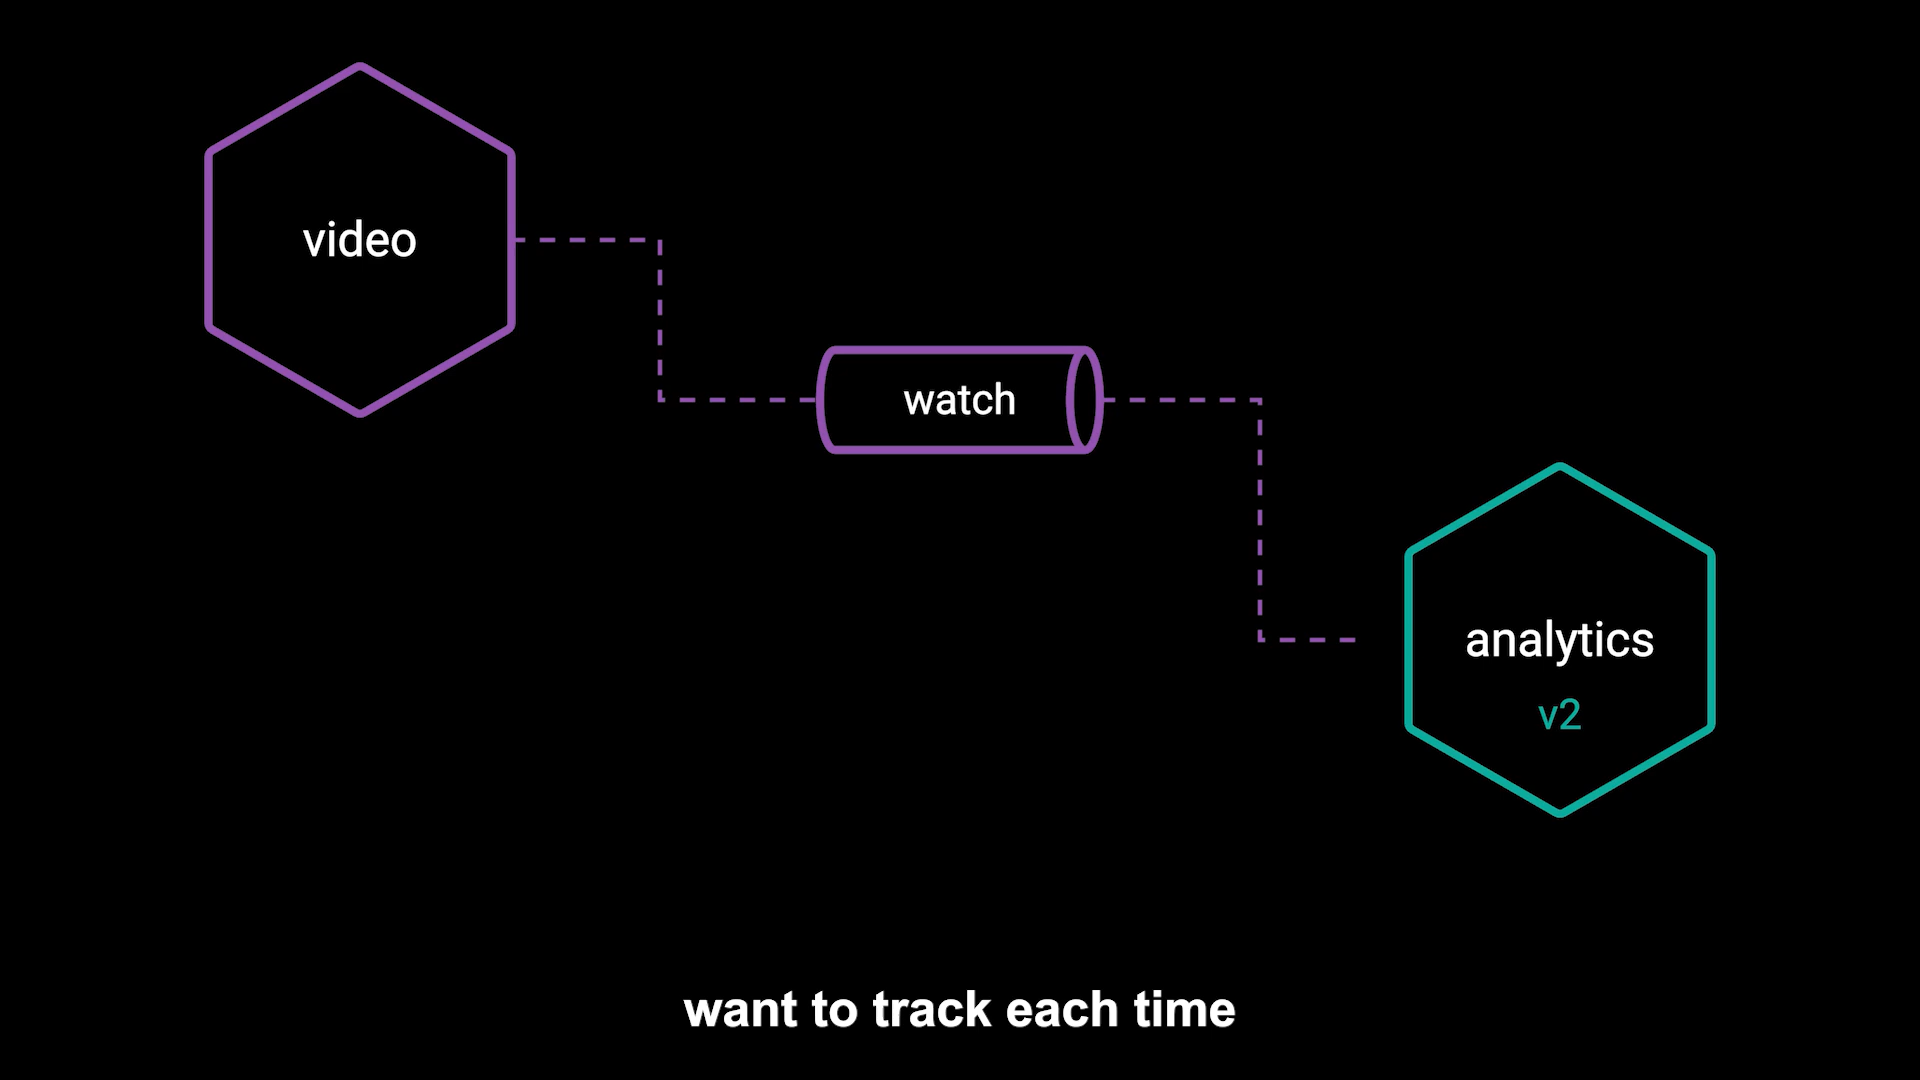 video
watch
analytics
v2
want to track each time